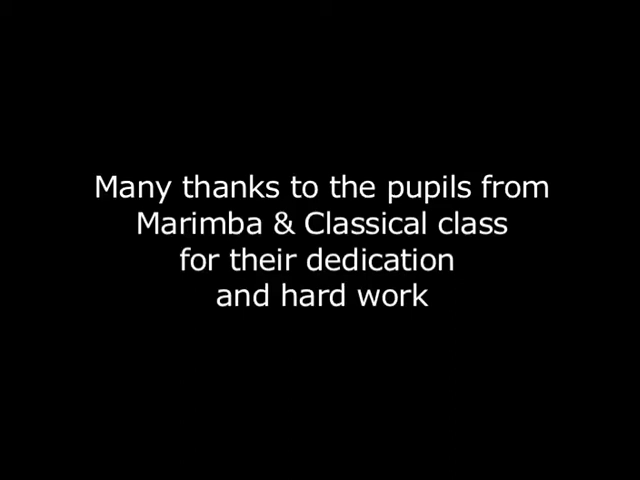 Many thanks to the pupils from
Marimba & Classical class
for their dedication
and hard work